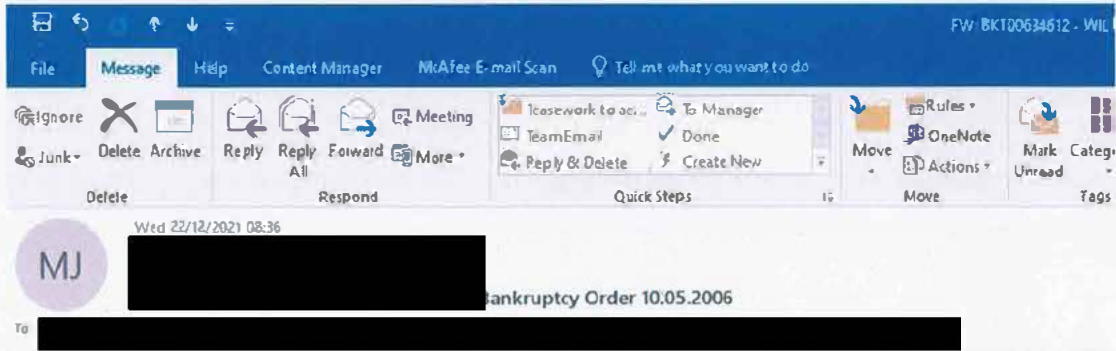 FW: BKT00634612 - WIL
File Message Help Content Manager McAfee E-mail Scan Tell me what you want to do
Ignore Meeting To Manager Rules
TeamEmail Done OneNote
Junk Delete Archive Reply Reply All Forward More Reply & Delete Create New Move Actions Mark Unread Categ
Delete Respond Quick Steps Move Tags
Wed 22/12/2021 08:36
MJ
Bankruptcy Order 10.05.2006
To